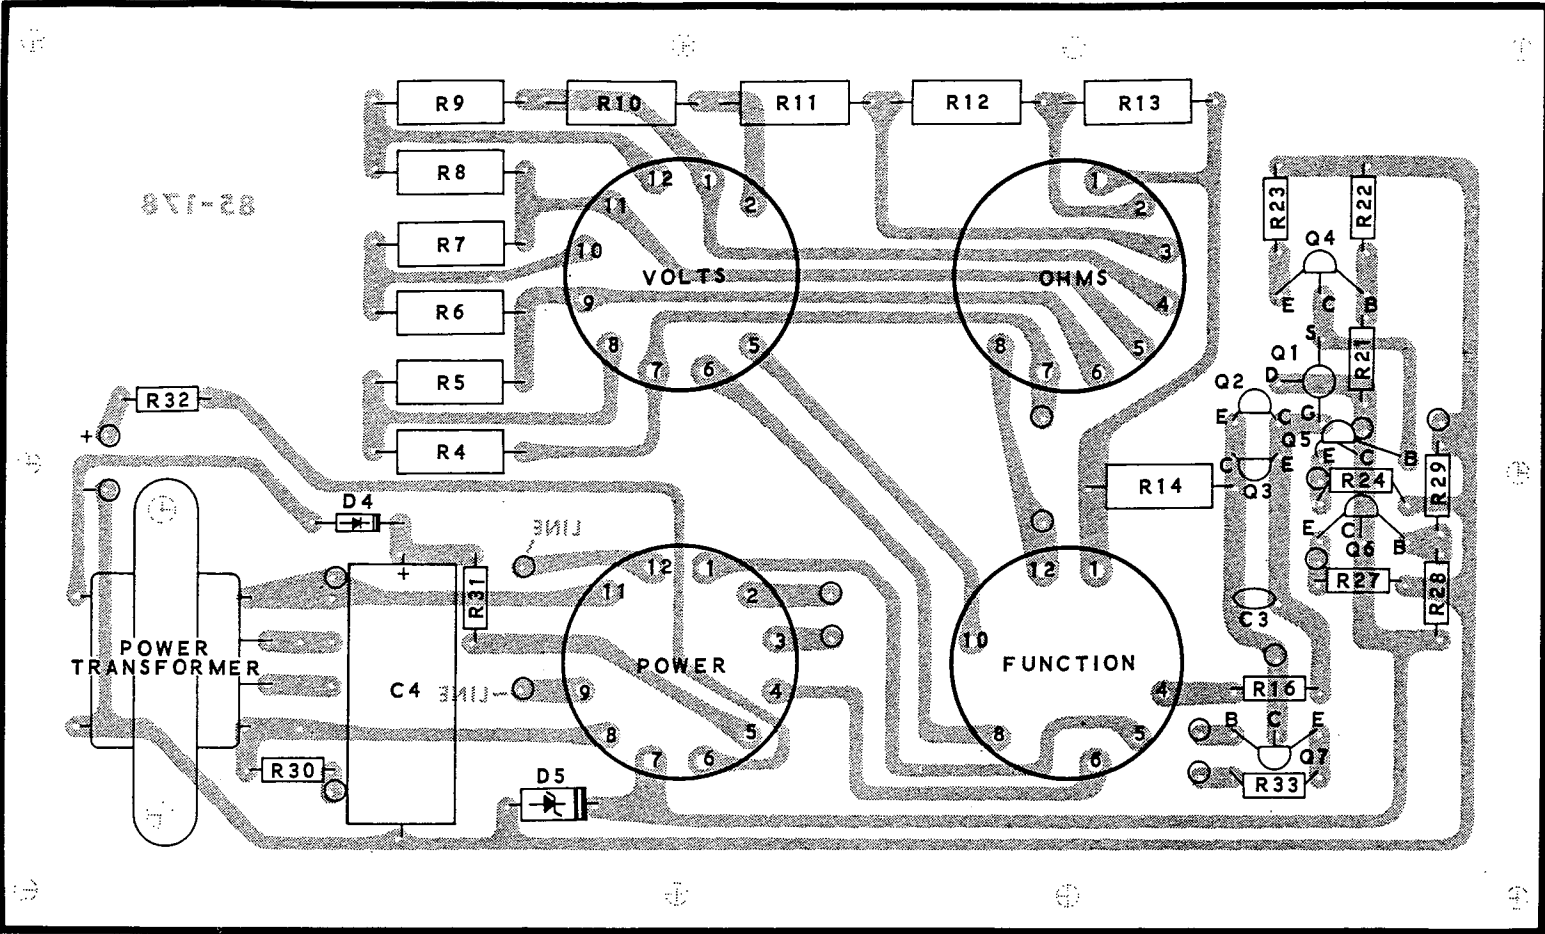 R9 R10 R11 R12 R13
R8
12 1 2
1 2
85-178
11
R7
10
VOLTS
9
R6
8 7 6 5
R5
R4
3
OHMS
4
8 7 6 5
R23 R22
Q4
E C B
S
Q1
D
R21
Q2
E C G
Q5
E C B
C E
Q3
R14
R24
R29
E C B
Q6
R27
R28
C3
R32
+
D4
LINE
+
R31
POWER
TRANSFORMER
C4
LINE
R30
D5
12 1
11 2
3
POWER
9 4
8 7 6 5
12 1
10
FUNCTION
4
8 6 5
R16
B C E
Q7
R33